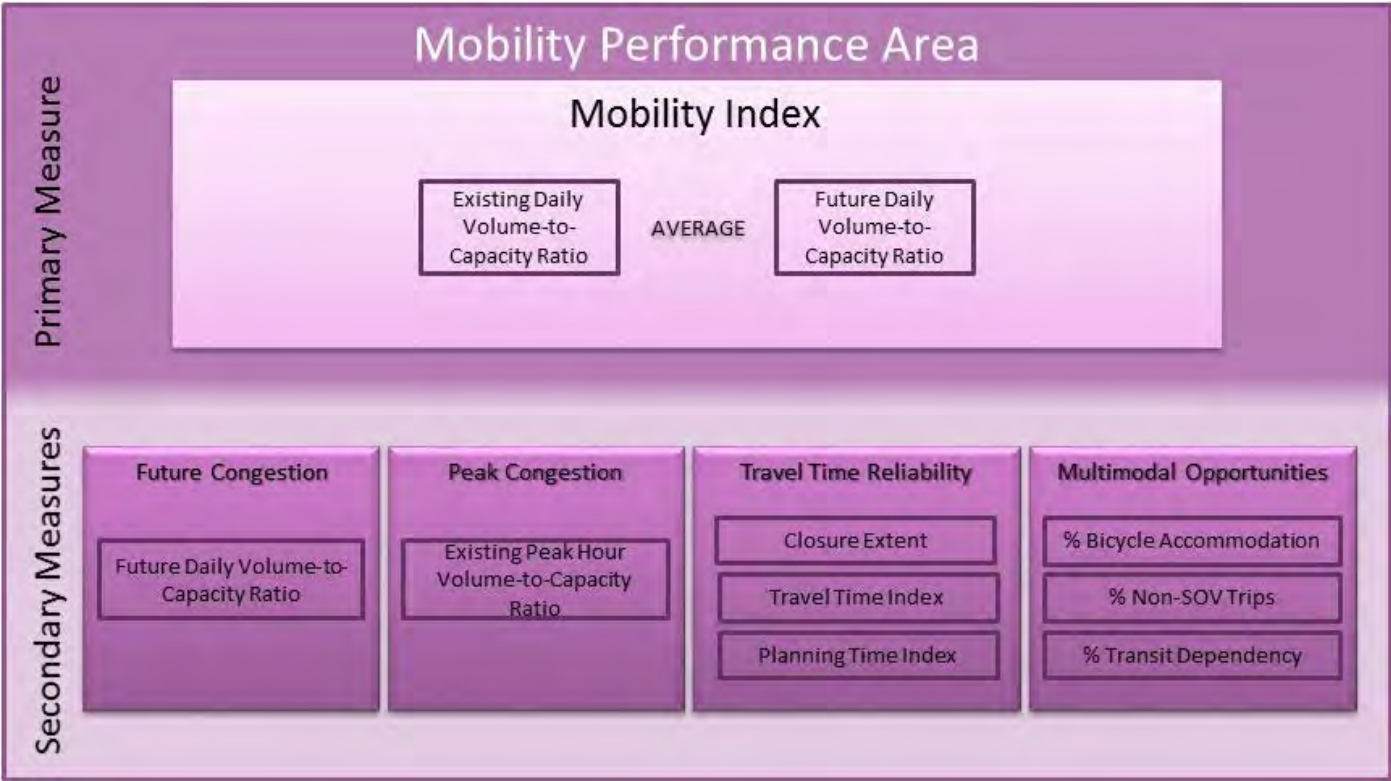 Mobility Performance Area
Primary Measure
Mobility Index
Existing Daily
Volume-to-
Capacity Ratio
AVERAGE
Future Daily
Volume-to-
Capacity Ratio
Secondary Measures
Future Congestion
Future Daily Volume-to-
Capacity Ratio
Peak Congestion
Existing Peak Hour
Volume-to-Capacity
Ratio
Travel Time Reliability
Closure Extent
Travel Time Index
Planning Time Index
Multimodal Opportunities
% Bicycle Accommodation
% Non-SOV Trips
% Transit Dependency